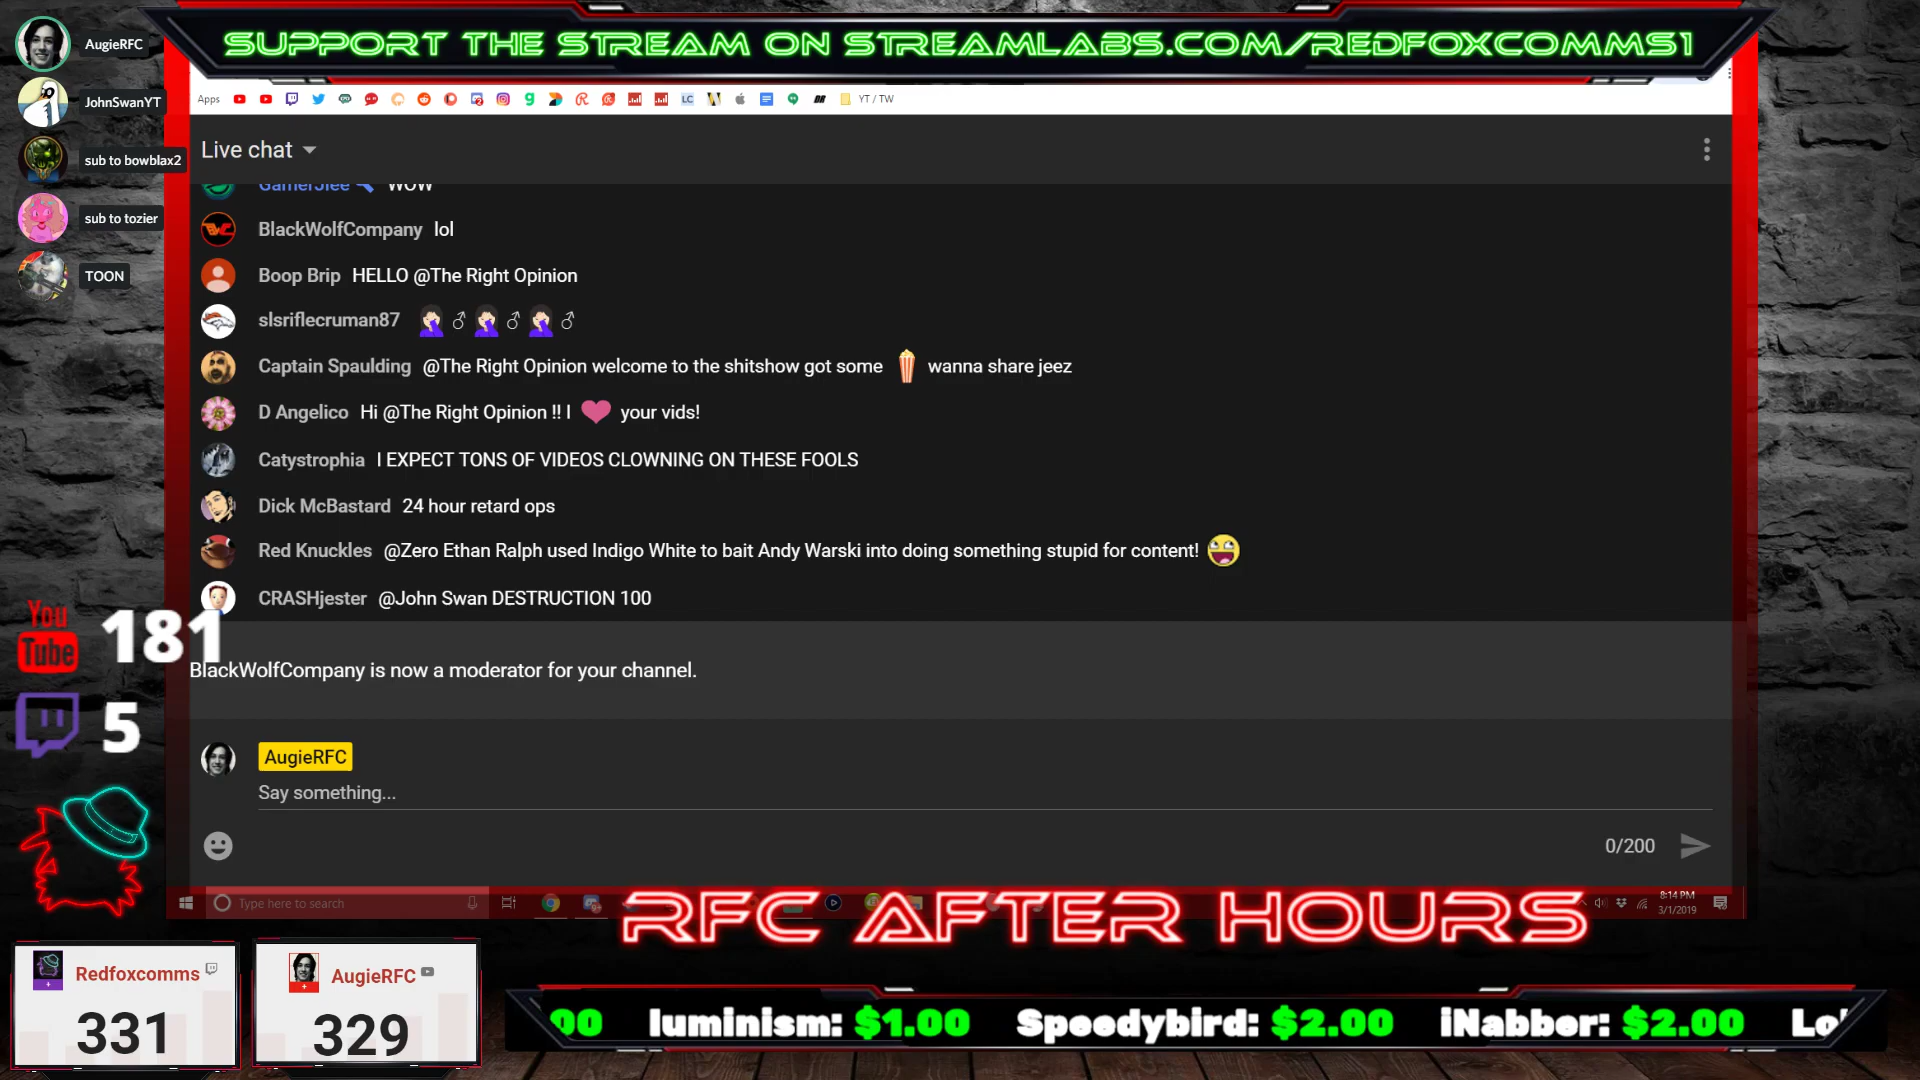 SUPPORT THE STREAM ON STREAMLABS.COM/REDFOXCOMMS1
AugieRFC
JohnSwanYT
sub to bowblax2
sub to tozier
TOON
Apps
LC
YT / TW
Live chat
WOW
BlackWolfCompany lol
Boop Brip HELLO @The Right Opinion
slsriflecruman87 🤦♂🤦♂🤦♂
Captain Spaulding @The Right Opinion welcome to the shitshow got some 🍿 wanna share jeez
D Angelico Hi @The Right Opinion !! I ❤ your vids!
Catystrophia I EXPECT TONS OF VIDEOS CLOWNING ON THESE FOOLS
Dick McBastard 24 hour retard ops
Red Knuckles @Zero Ethan Ralph used Indigo White to bait Andy Warski into doing something stupid for content!
CRASHjester @John Swan DESTRUCTION 100
You
Tube
181
BlackWolfCompany is now a moderator for your channel.
5
AugieRFC
Say something...
0/200
Type here to search
RFC AFTER HOURS
8:14 PM
3/1/2019
Redfoxcomms
331
AugieRFC
329
00 luminism: $1.00 Speedybird: $2.00 iNabber: $2.00